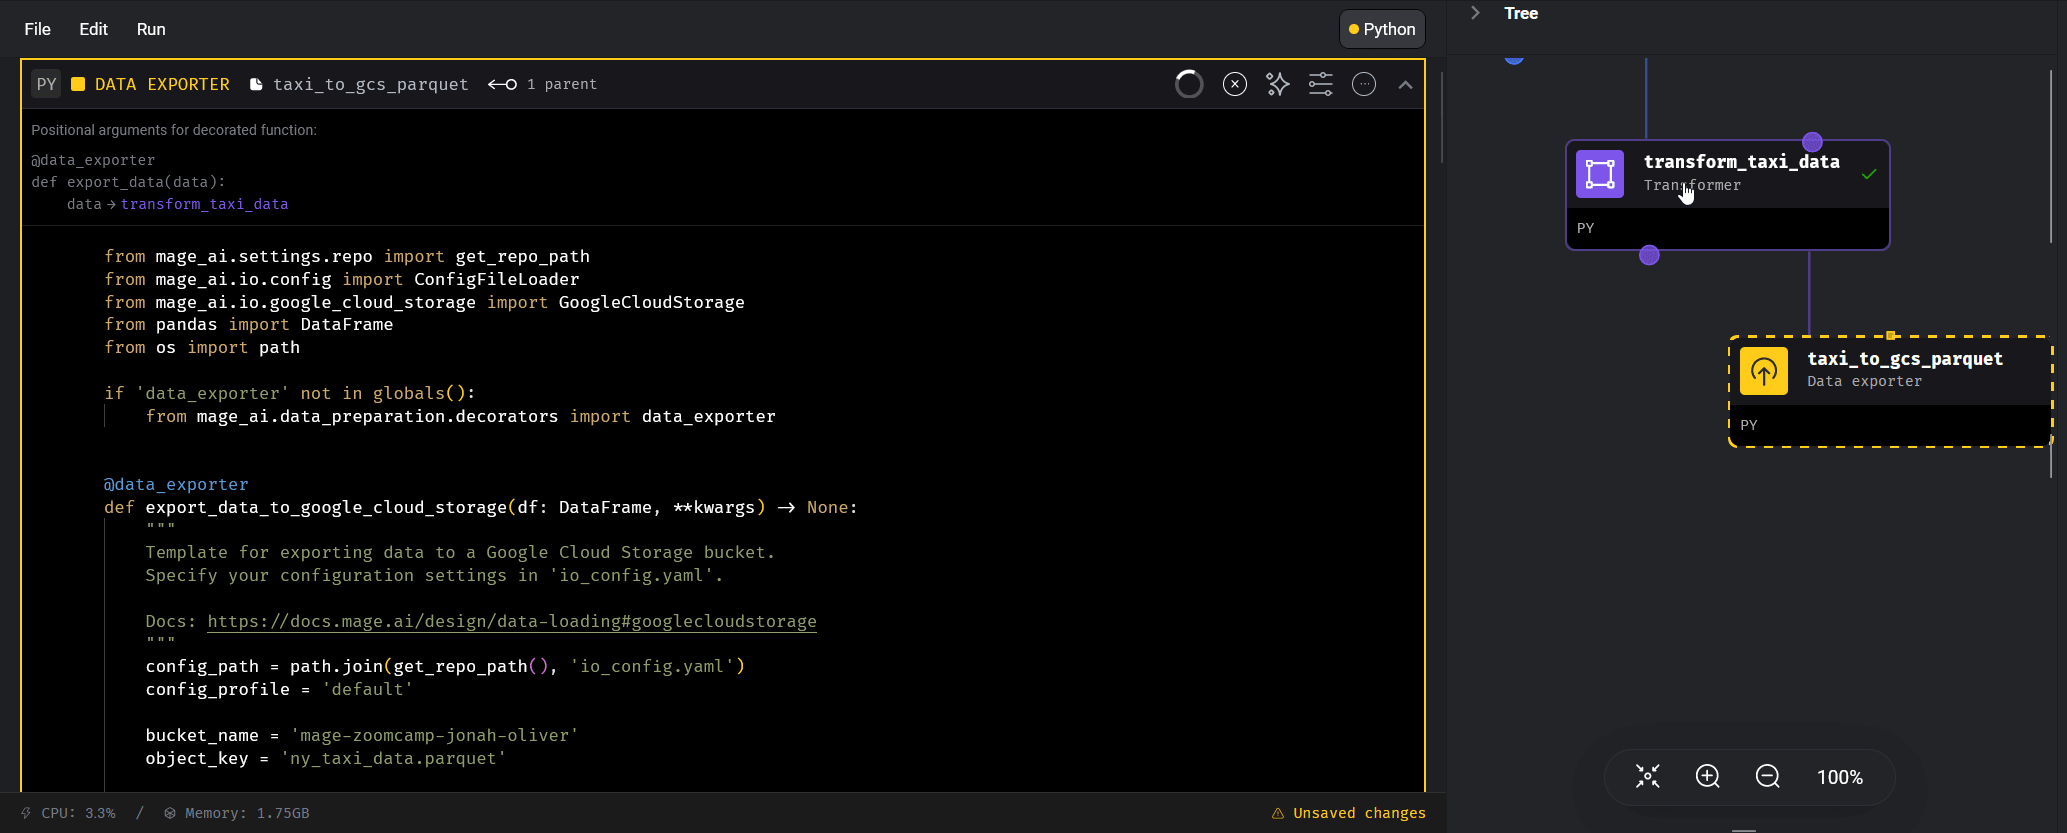 File Edit Run Python
PY DATA EXPORTER taxi_to_gcs_parquet 1 parent
Positional arguments for decorated function:
@data_exporter
def export_data(data):
data → transform_taxi_data
from mage_ai.settings.repo import get_repo_path
from mage_ai.io.config import ConfigFileLoader
from mage_ai.io.google_cloud_storage import GoogleCloudStorage
from pandas import DataFrame
from os import path
if 'data_exporter' not in globals():
from mage_ai.data_preparation.decorators import data_exporter
@data_exporter
def export_data_to_google_cloud_storage(df: DataFrame, **kwargs) → None:
"""
Template for exporting data to a Google Cloud Storage bucket.
Specify your configuration settings in 'io_config.yaml'.
Docs: https://docs.mage.ai/design/data-loading#googlecloudstorage
"""
config_path = path.join(get_repo_path(), 'io_config.yaml')
config_profile = 'default'
bucket_name = 'mage-zoomcamp-jonah-oliver'
object_key = 'ny_taxi_data.parquet'
CPU: 3.3% / Memory: 1.75GB
Unsaved changes
Tree
transform_taxi_data
Transformer
PY
taxi_to_gcs_parquet
Data exporter
PY
100%